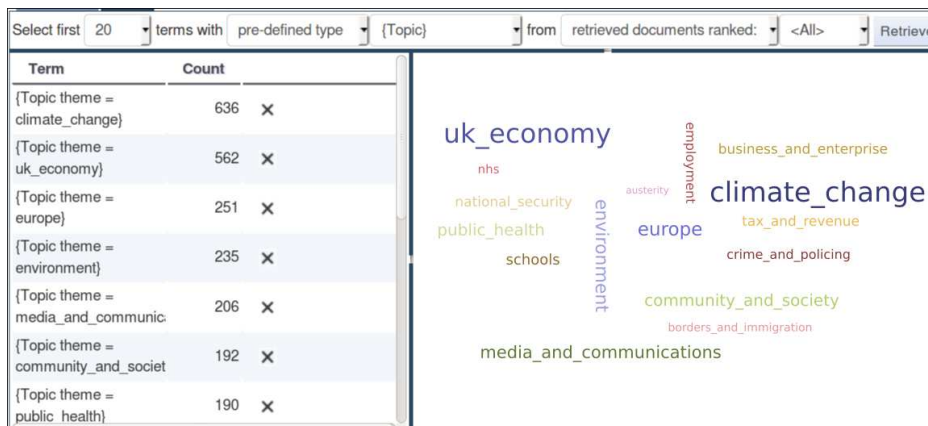 Select first 20 terms with pre-defined type {Topic} from retrieved documents ranked: <All> Retrieve
Term Count
{Topic theme =
climate_change} 636 ✕
{Topic theme =
uk_economy} 562 ✕
{Topic theme =
europe} 251 ✕
{Topic theme =
environment} 235 ✕
{Topic theme =
media_and_communic 206 ✕
{Topic theme =
community_and_societ 192 ✕
{Topic theme =
public_health} 190 ✕
uk_economy
employment
business_and_enterprise
nhs
austerity
climate_change
national_security
environment
tax_and_revenue
public_health
europe
schools
crime_and_policing
community_and_society
borders_and_immigration
media_and_communications